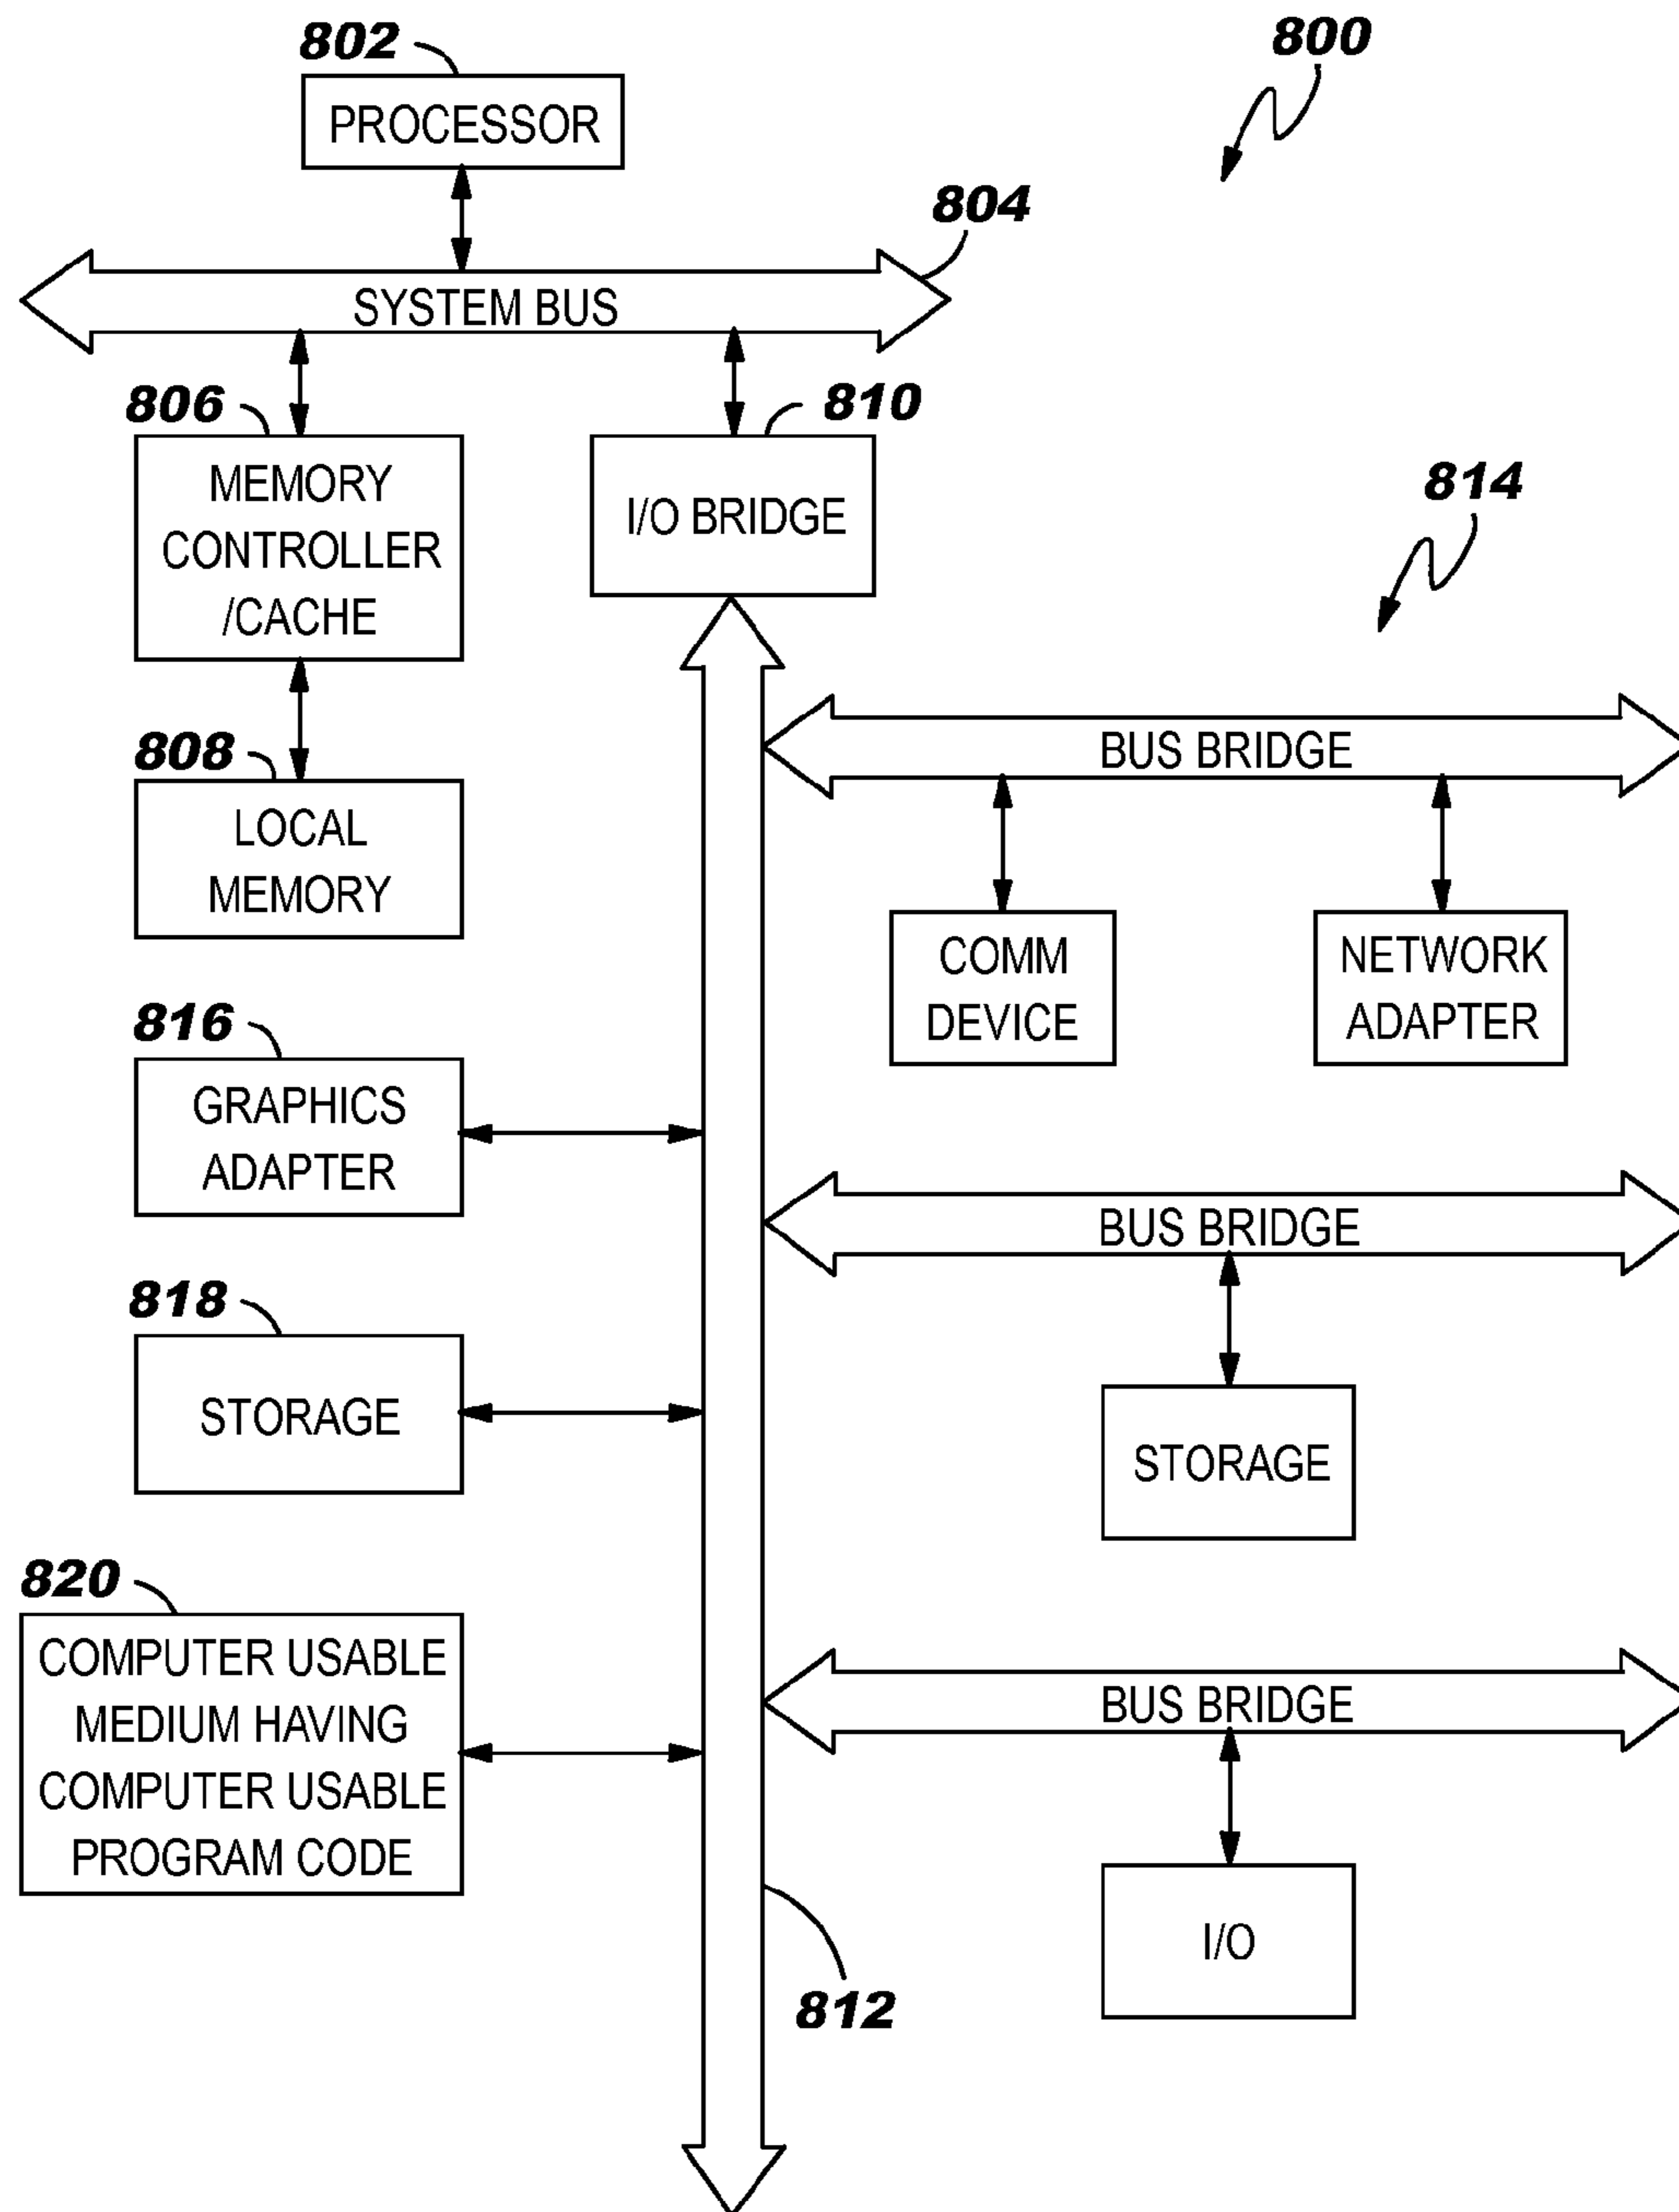 802
800
PROCESSOR
804
SYSTEM BUS
806
810
MEMORY
CONTROLLER
/CACHE
I/O BRIDGE
814
808
LOCAL
MEMORY
BUS BRIDGE
COMM
DEVICE
NETWORK
ADAPTER
816
GRAPHICS
ADAPTER
BUS BRIDGE
818
STORAGE
STORAGE
820
COMPUTER USABLE
MEDIUM HAVING
COMPUTER USABLE
PROGRAM CODE
BUS BRIDGE
I/O
812